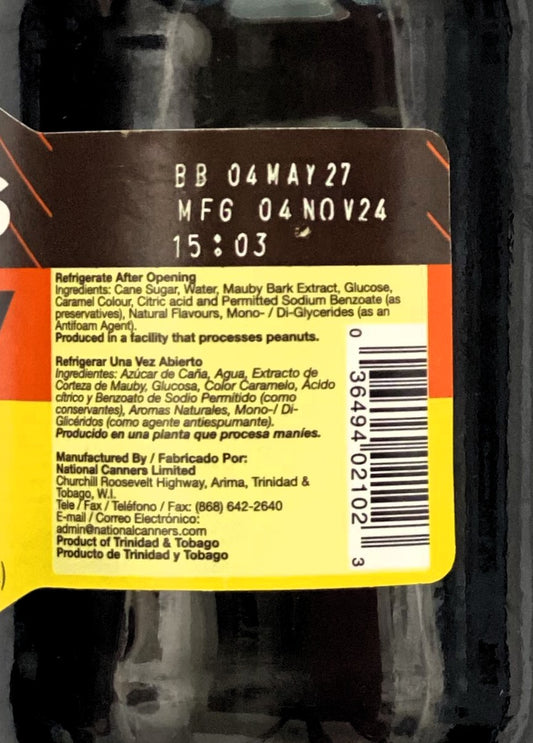 S
BB 04 MAY 27
MFG 04 NOV24
15:03
Refrigerate After Opening
Ingredients: Cane Sugar, Water, Mauby Bark Extract, Glucose,
Caramel Colour, Citric acid and Permitted Sodium Benzoate (as
preservatives), Natural Flavours, Mono- / Di-Glycerides (as an
Antifoam Agent).
Produced in a facility that processes peanuts.
Refrigerar Una Vez Abierto
Ingredientes: Azúcar de Caña, Agua, Extracto de
Corteza de Mauby, Glucosa, Color Caramelo, Ácido
cítrico y Benzoato de Sodio Permitido (como
conservantes), Aromas Naturales, Mono-/ Di-
Glicéridos (como agente antiespumante).
Producido en una planta que procesa maníes.
Manufactured By / Fabricado Por:
National Canners Limited
Churchill Roosevelt Highway, Arima, Trinidad &
Tobago, W.I.
Tele / Fax / Teléfono / Fax: (868) 642-2640
E-mail / Correo Electrónico:
admin@nationalcanners.com
Product of Trinidad & Tobago
Producto de Trinidad y Tobago
0 36494 02102 3